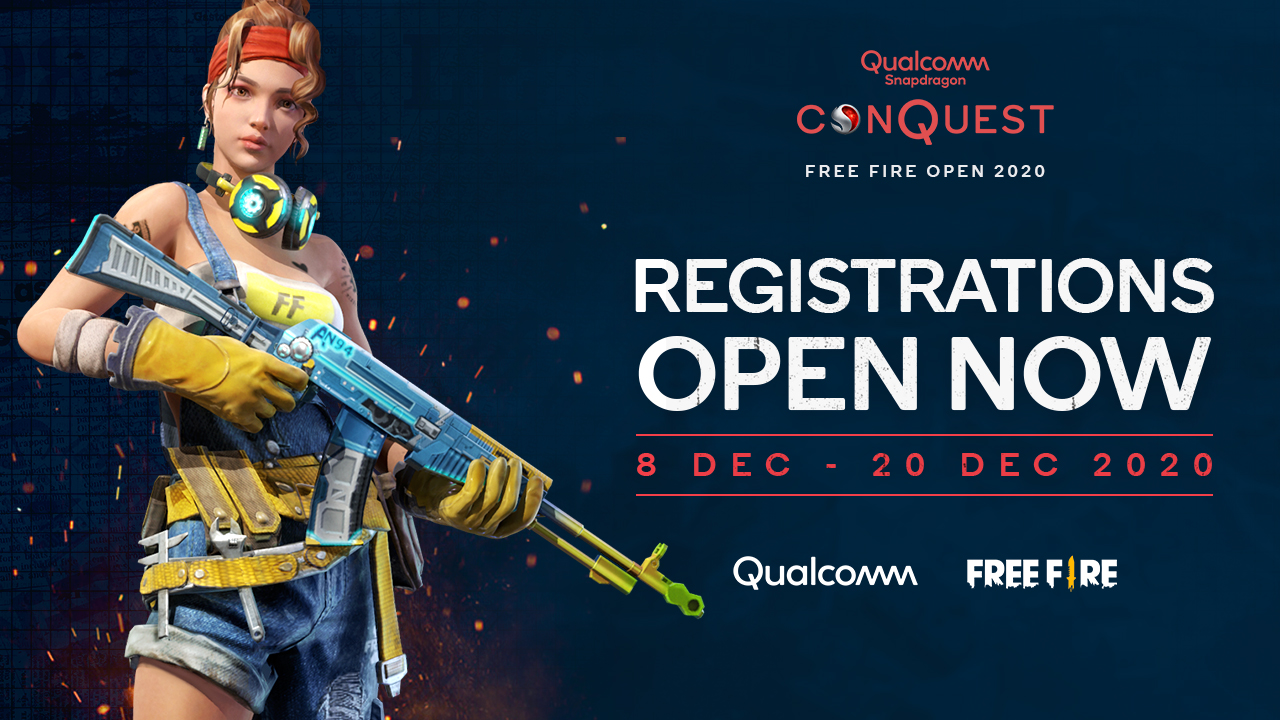 Qualcomm
Snapdragon
CONQUEST
FREE FIRE OPEN 2020
REGISTRATIONS
OPEN NOW
8 DEC - 20 DEC 2020
Qualcomm FREE FIRE
FF
AN94